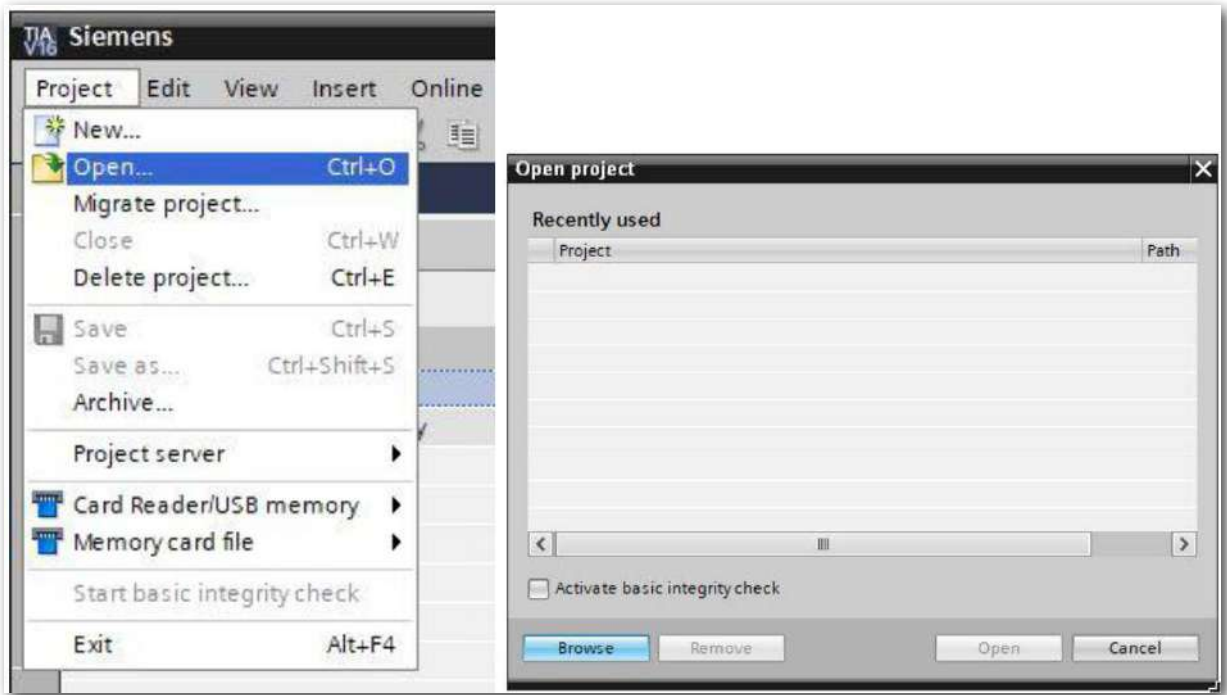 TIA V16 Siemens
Project Edit View Insert Online
New...
Open... Ctrl+O
Migrate project...
Close Ctrl+W
Delete project... Ctrl+E
Save Ctrl+S
Save as... Ctrl+Shift+S
Archive...
Project server
Card Reader/USB memory
Memory card file
Start basic integrity check
Exit Alt+F4
Open project
Recently used
Project Path
Activate basic integrity check
Browse Remove Open Cancel